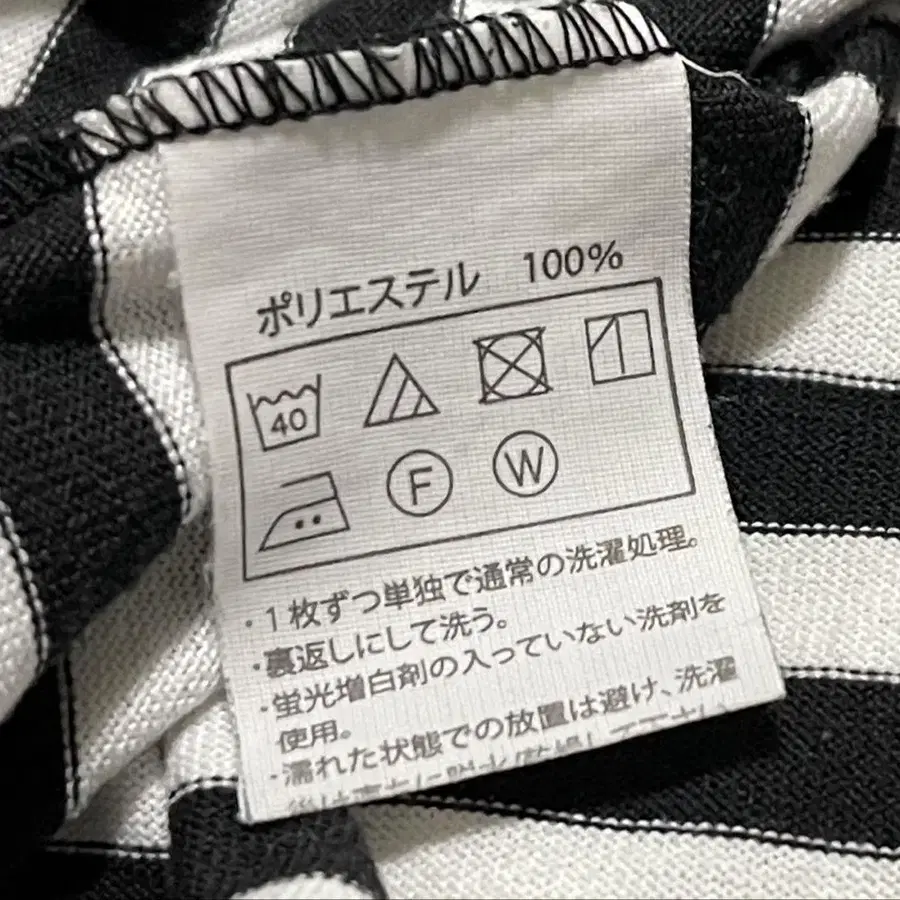 ポリエステル 100%
40
F W
・1枚ずつ単独で通常の洗濯処理。
・裏返しにして洗う。
・蛍光増白剤の入っていない洗剤を
使用。
・濡れた状態での放置は避け、洗濯